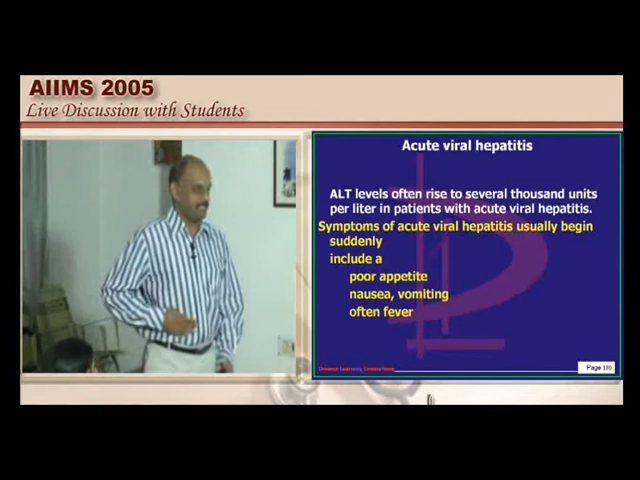 AIIMS 2005
Live Discussion with Students
Acute viral hepatitis
ALT levels often rise to several thousand units
per liter in patients with acute viral hepatitis.
Symptoms of acute viral hepatitis usually begin
suddenly
include a
poor appetite
nausea, vomiting
often fever
Page 180